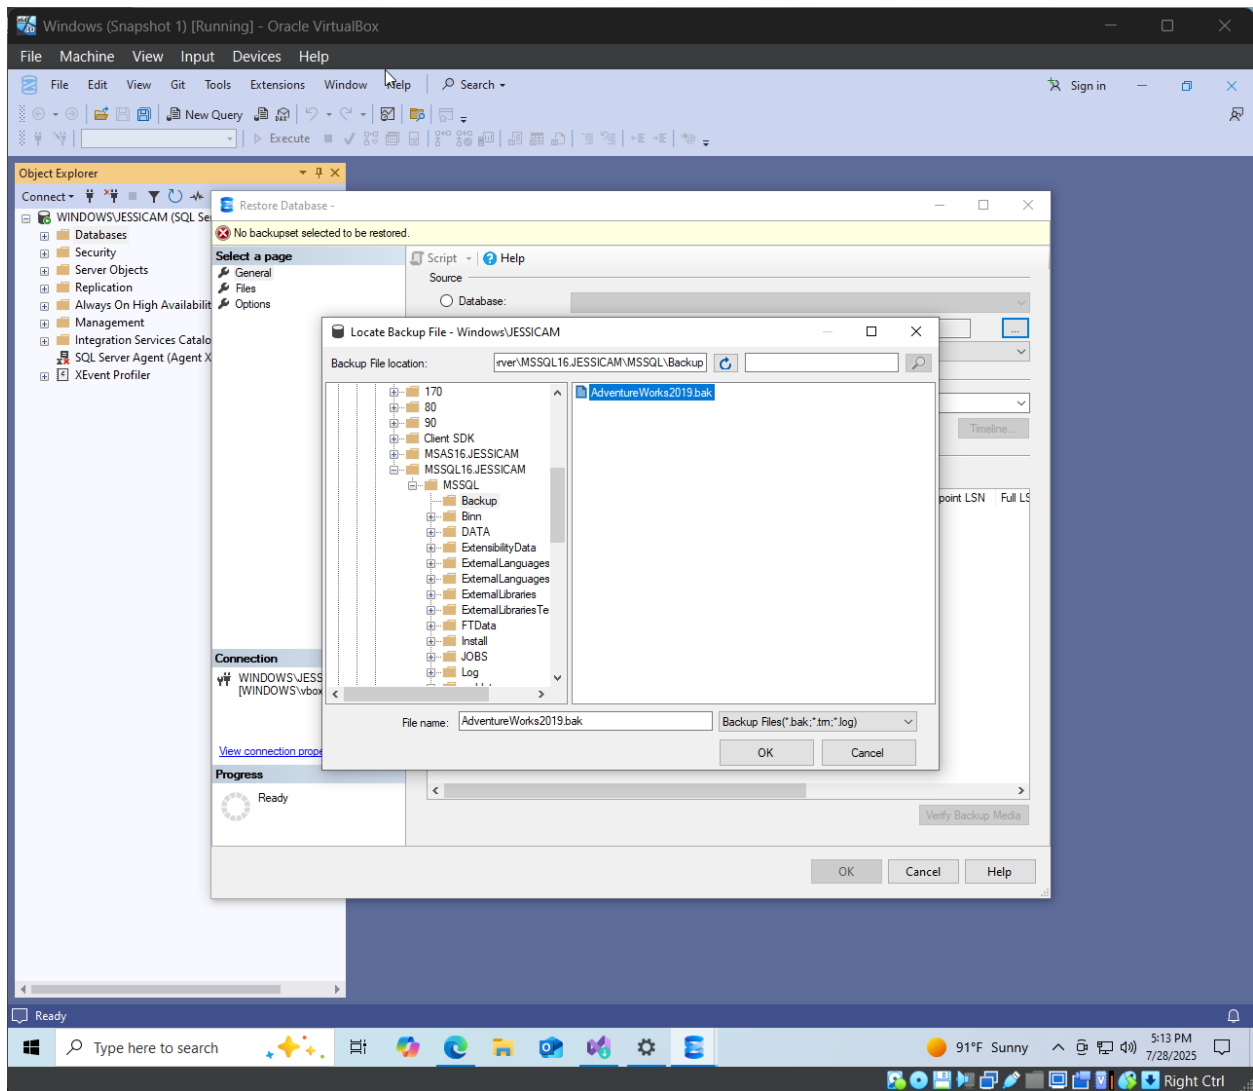 Windows (Snapshot 1) [Running] - Oracle VirtualBox
File Machine View Input Devices Help
File Edit View Git Tools Extensions Window Help Search Sign in
New Query
Execute
Object Explorer
Connect
WINDOWS\JESSICAM (SQL Se
Databases
Security
Server Objects
Replication
Always On High Availabilit
Management
Integration Services Catalo
SQL Server Agent (Agent X
XEvent Profiler
Restore Database -
No backupset selected to be restored.
Select a page
General
Files
Options
Script Help
Source
Database:
...
Timeline...
point LSN Full LS
Locate Backup File - Windows\JESSICAM
Backup File location: rver\MSSQL16.JESSICAM\MSSQL\Backup
170
80
90
Client SDK
MSAS16.JESSICAM
MSSQL16.JESSICAM
MSSQL
Backup
Binn
DATA
ExtensibilityData
ExternalLanguages
ExternalLanguages
ExternalLibraries
ExternalLibrariesTe
FTData
Install
JOBS
Log
AdventureWorks2019.bak
File name: AdventureWorks2019.bak Backup Files(*.bak;*.trn;*.log)
OK Cancel
Connection
WINDOWS\JESS
[WINDOWS\vbox
View connection prope
Progress
Ready
Verify Backup Media
OK Cancel Help
Ready
Type here to search
91°F Sunny
5:13 PM
7/28/2025
Right Ctrl